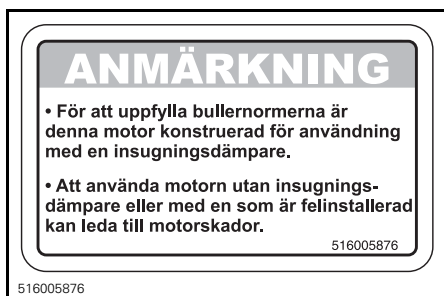 ANMÄRKNING
• För att uppfylla bullernormerna är
denna motor konstruerad för användning
med en insugningsdämpare.
• Att använda motorn utan insugnings-
dämpare eller med en som är felinstallerad
kan leda till motorskador.
516005876
516005876